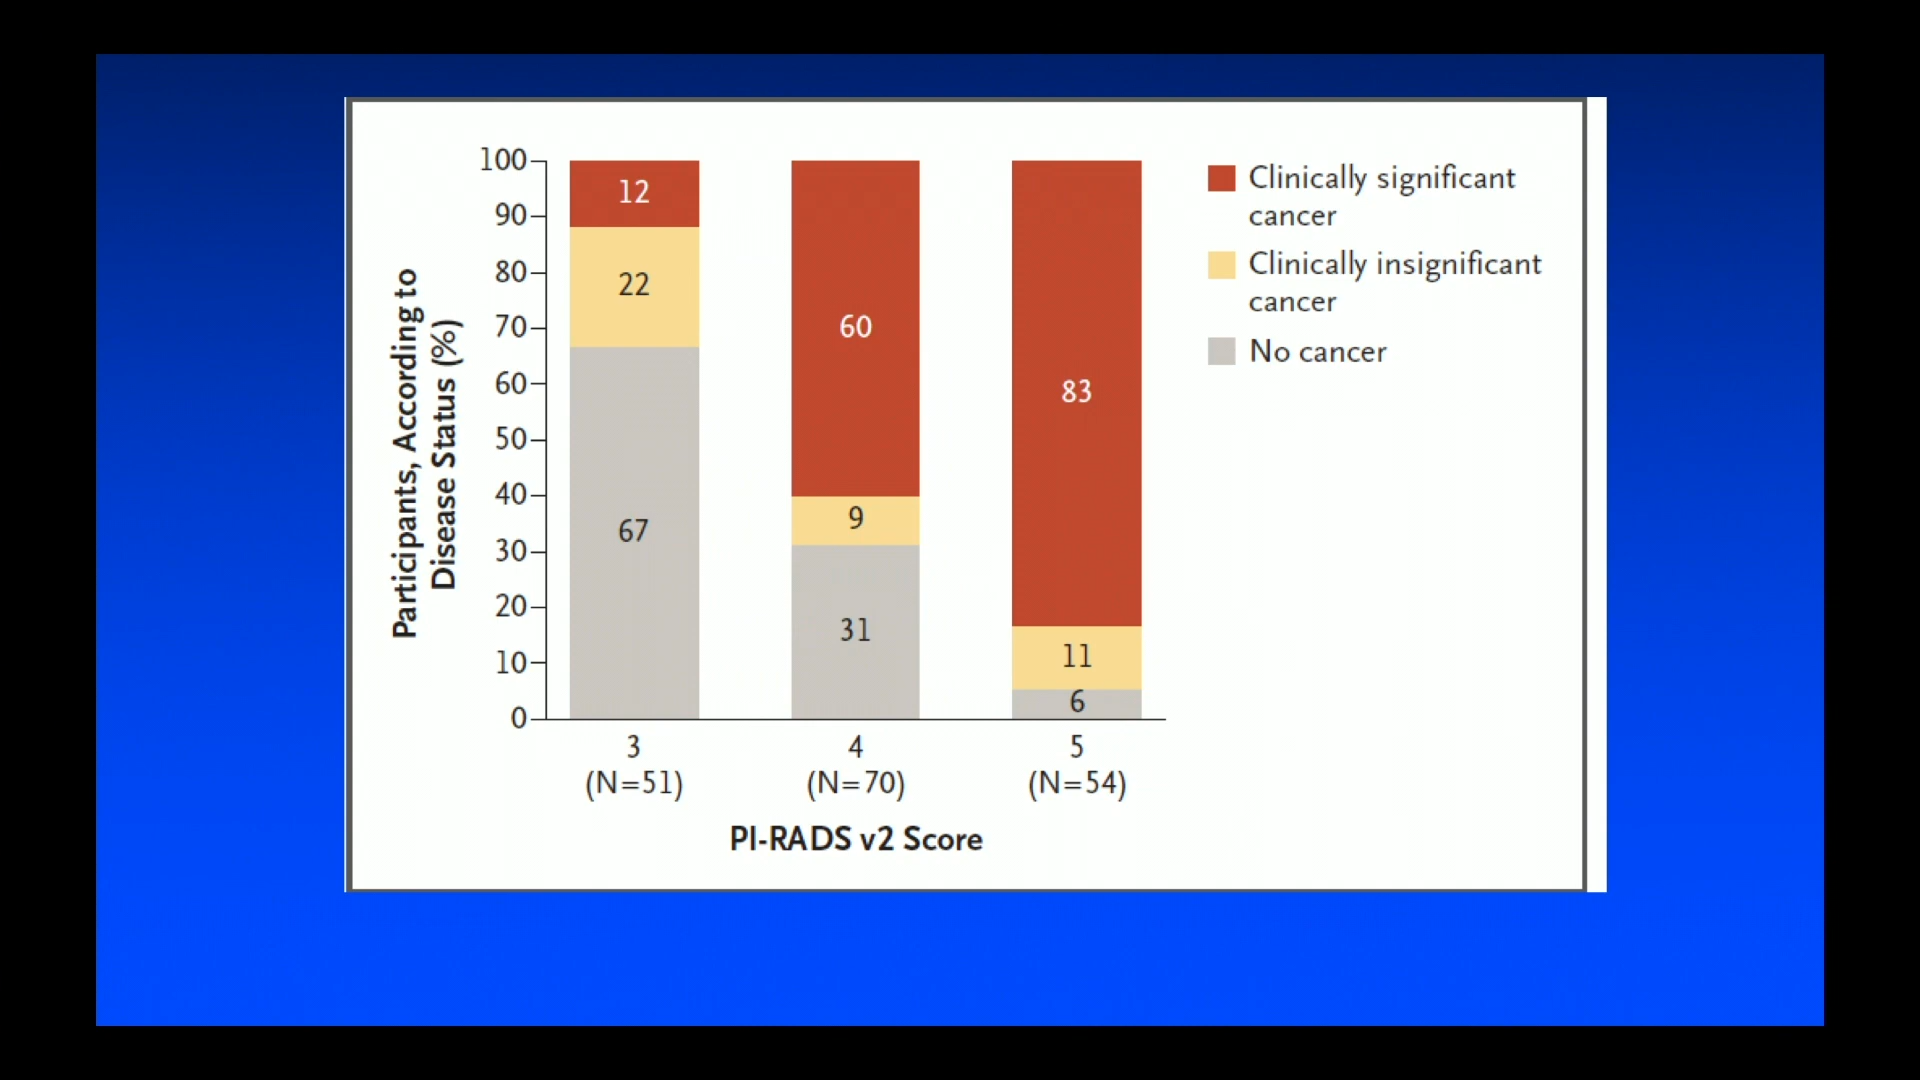 Participants, According to
Disease Status (%)
100
90
80
70
60
50
40
30
20
10
0
12
22
67
60
9
31
83
11
6
3
(N=51)
4
(N=70)
5
(N=54)
PI-RADS v2 Score
Clinically significant
cancer
Clinically insignificant
cancer
No cancer